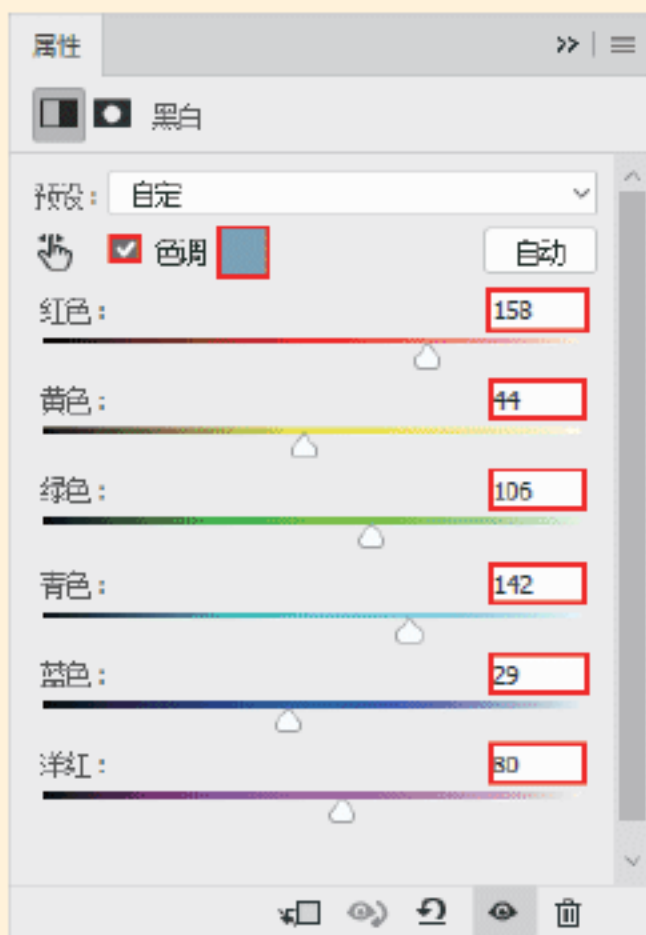 属性
黑白
预设：自定
色调 自动
红色：158
黄色：44
绿色：106
青色：142
蓝色：29
洋红：80